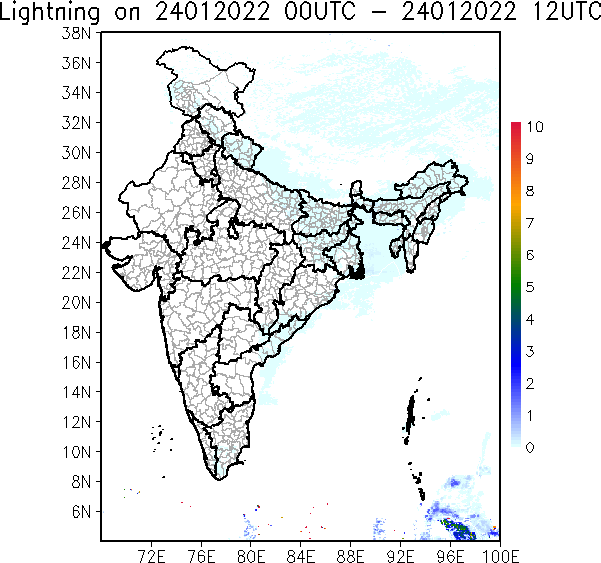 Lightning on 24012022 00UTC – 24012022 12UTC
38N
36N
34N
32N
30N
28N
26N
24N
22N
20N
18N
16N
14N
12N
10N
8N
6N
72E 76E 80E 84E 88E 92E 96E 100E
10
9
8
7
6
5
4
3
2
1
0